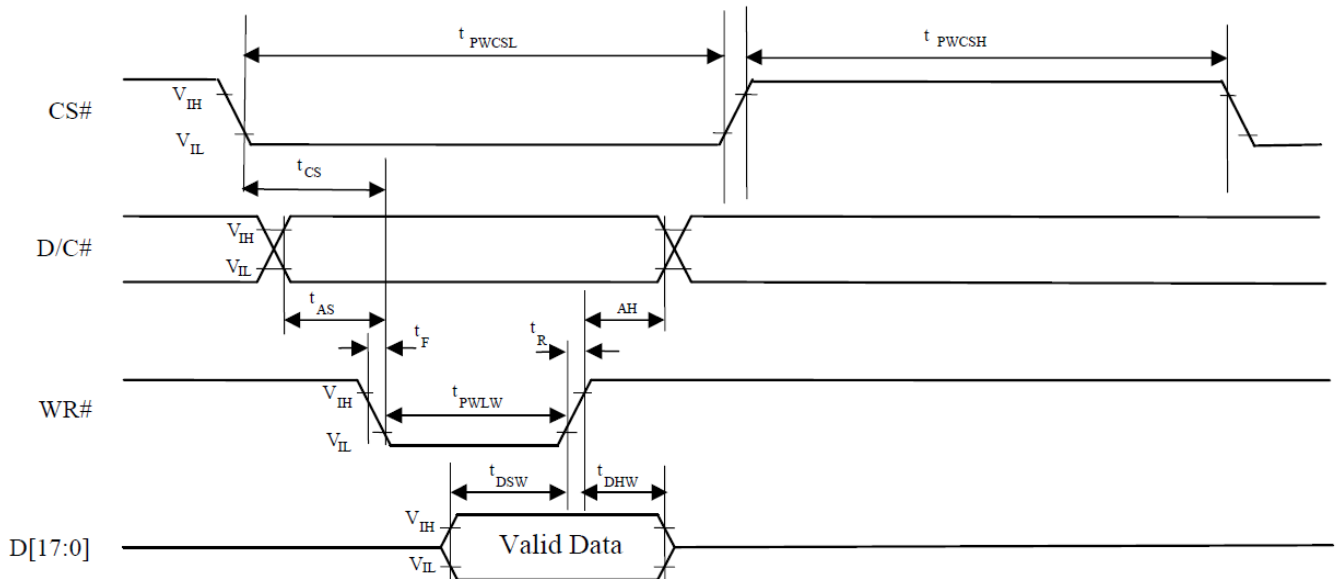 t PWCSL
t PWCSH
CS#
V IH
V IL
t CS
D/C#
V IH
V IL
t AS
t F
t R
AH
WR#
V IH
V IL
t PWLW
t DSW
t DHW
D[17:0]
V IH
V IL
Valid Data